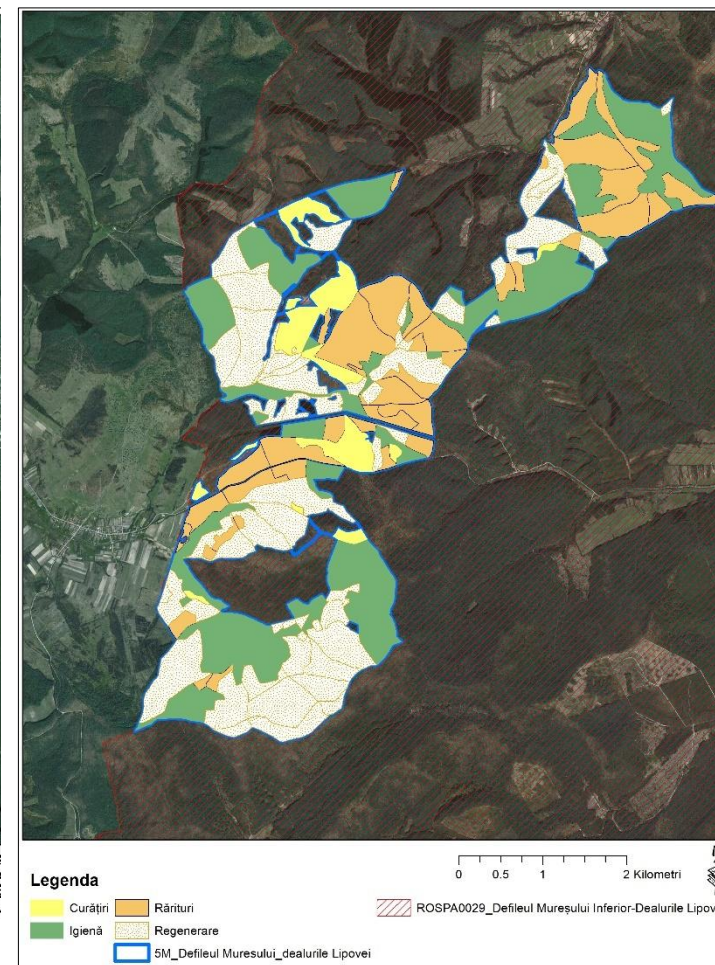 Legenda
Curățiri
Rărituri
Igienă
Regenerare
5M_Defileul Muresului_dealurile Lipovei
0 0.5 1 2 Kilometri
ROSPA0029_Defileul Mureșului Inferior-Dealurile Lipov